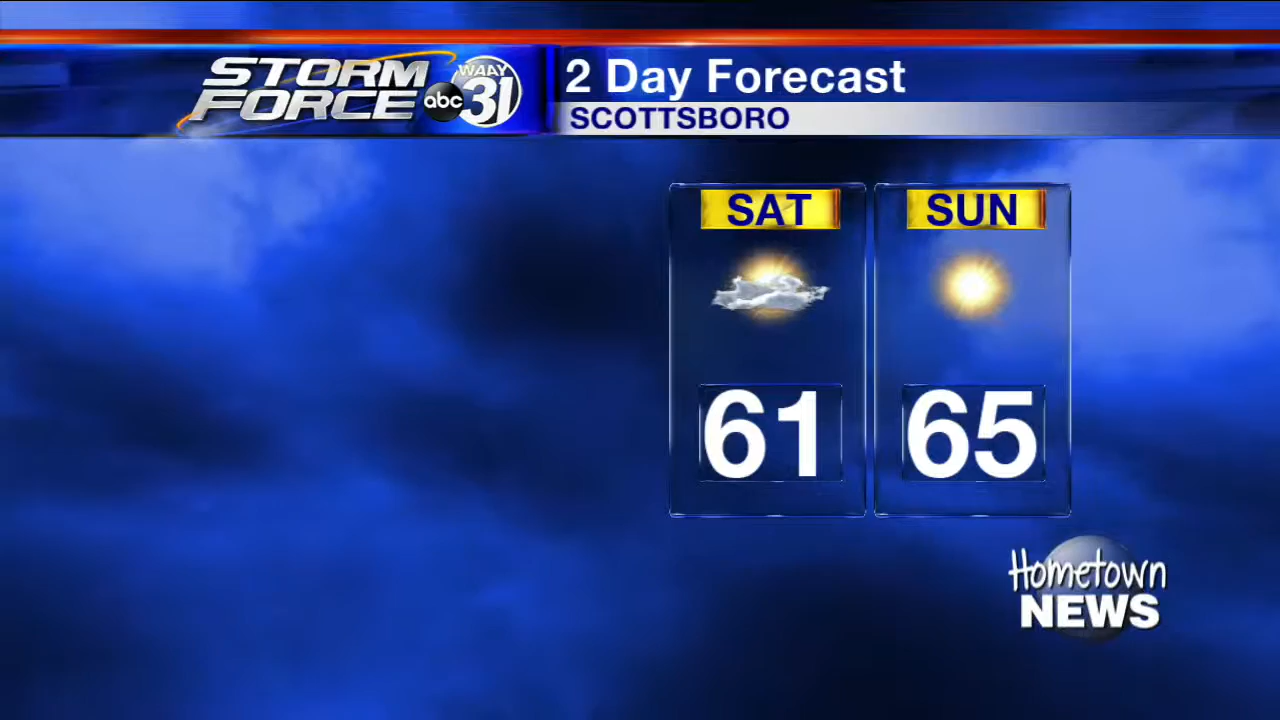 STORM FORCE abc WAAY 31
2 Day Forecast
SCOTTSBORO
SAT SUN
61 65
Hometown
NEWS